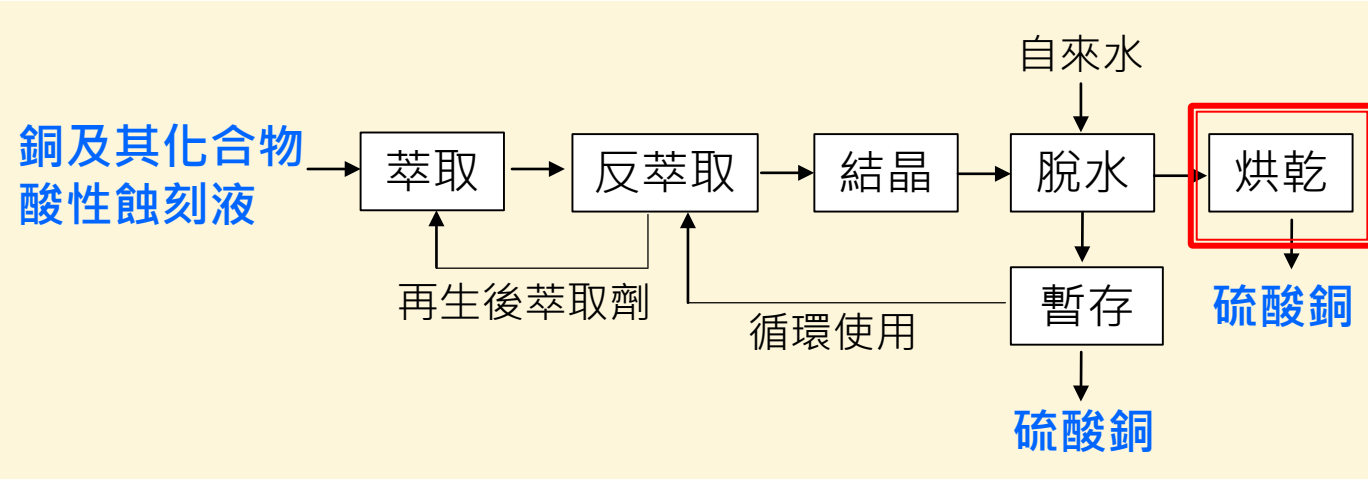 自來水
銅及其化合物
酸性蝕刻液
萃取
反萃取
結晶
脫水
烘乾
再生後萃取劑
循環使用
暫存
硫酸銅
硫酸銅